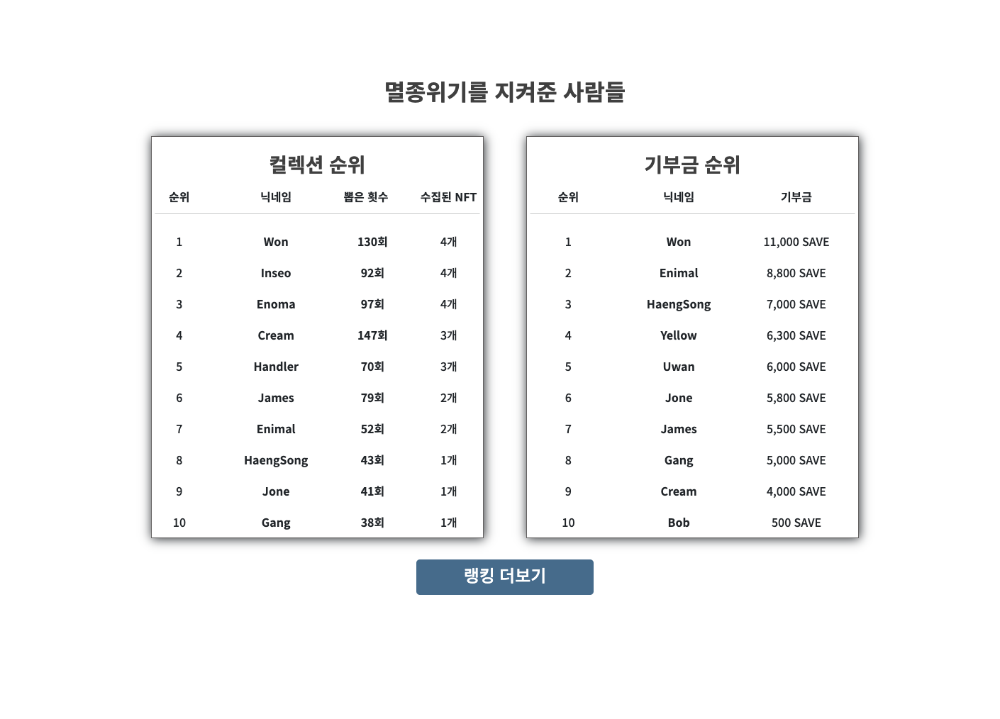 멸종위기를 지켜준 사람들
컬렉션 순위
순위 닉네임 뽑은 횟수 수집된 NFT
1 Won 130회 4개
2 Inseo 92회 4개
3 Enoma 97회 4개
4 Cream 147회 3개
5 Handler 70회 3개
6 James 79회 2개
7 Enimal 52회 2개
8 HaengSong 43회 1개
9 Jone 41회 1개
10 Gang 38회 1개
기부금 순위
순위 닉네임 기부금
1 Won 11,000 SAVE
2 Enimal 8,800 SAVE
3 HaengSong 7,000 SAVE
4 Yellow 6,300 SAVE
5 Uwan 6,000 SAVE
6 Jone 5,800 SAVE
7 James 5,500 SAVE
8 Gang 5,000 SAVE
9 Cream 4,000 SAVE
10 Bob 500 SAVE
랭킹 더보기